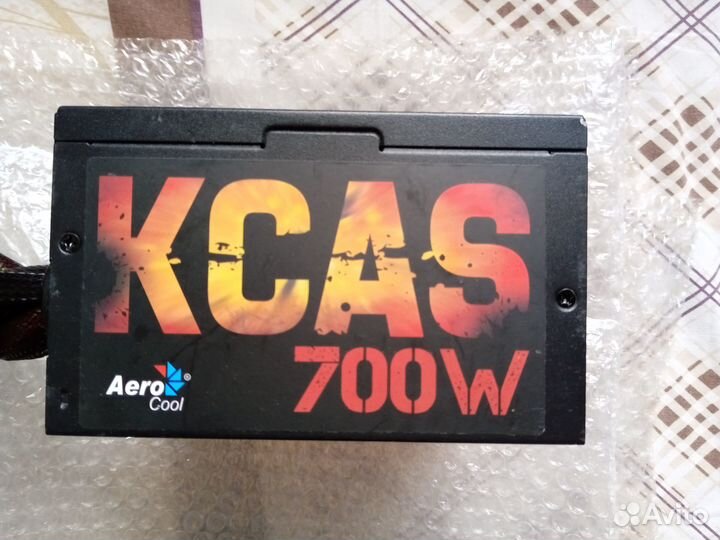 KCAS
700W
Aero
Cool
®
Avito